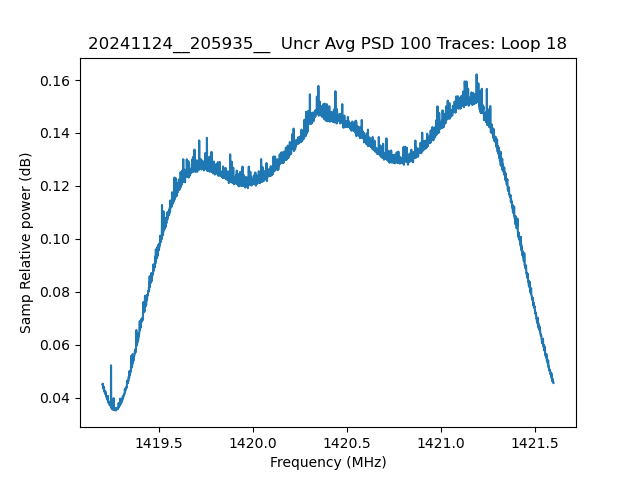 20241124__205935__  Uncr Avg PSD 100 Traces: Loop 18
0.16
0.14
0.12
0.10
0.08
0.06
0.04
Samp Relative power (dB)
1419.5 1420.0 1420.5 1421.0 1421.5
Frequency (MHz)